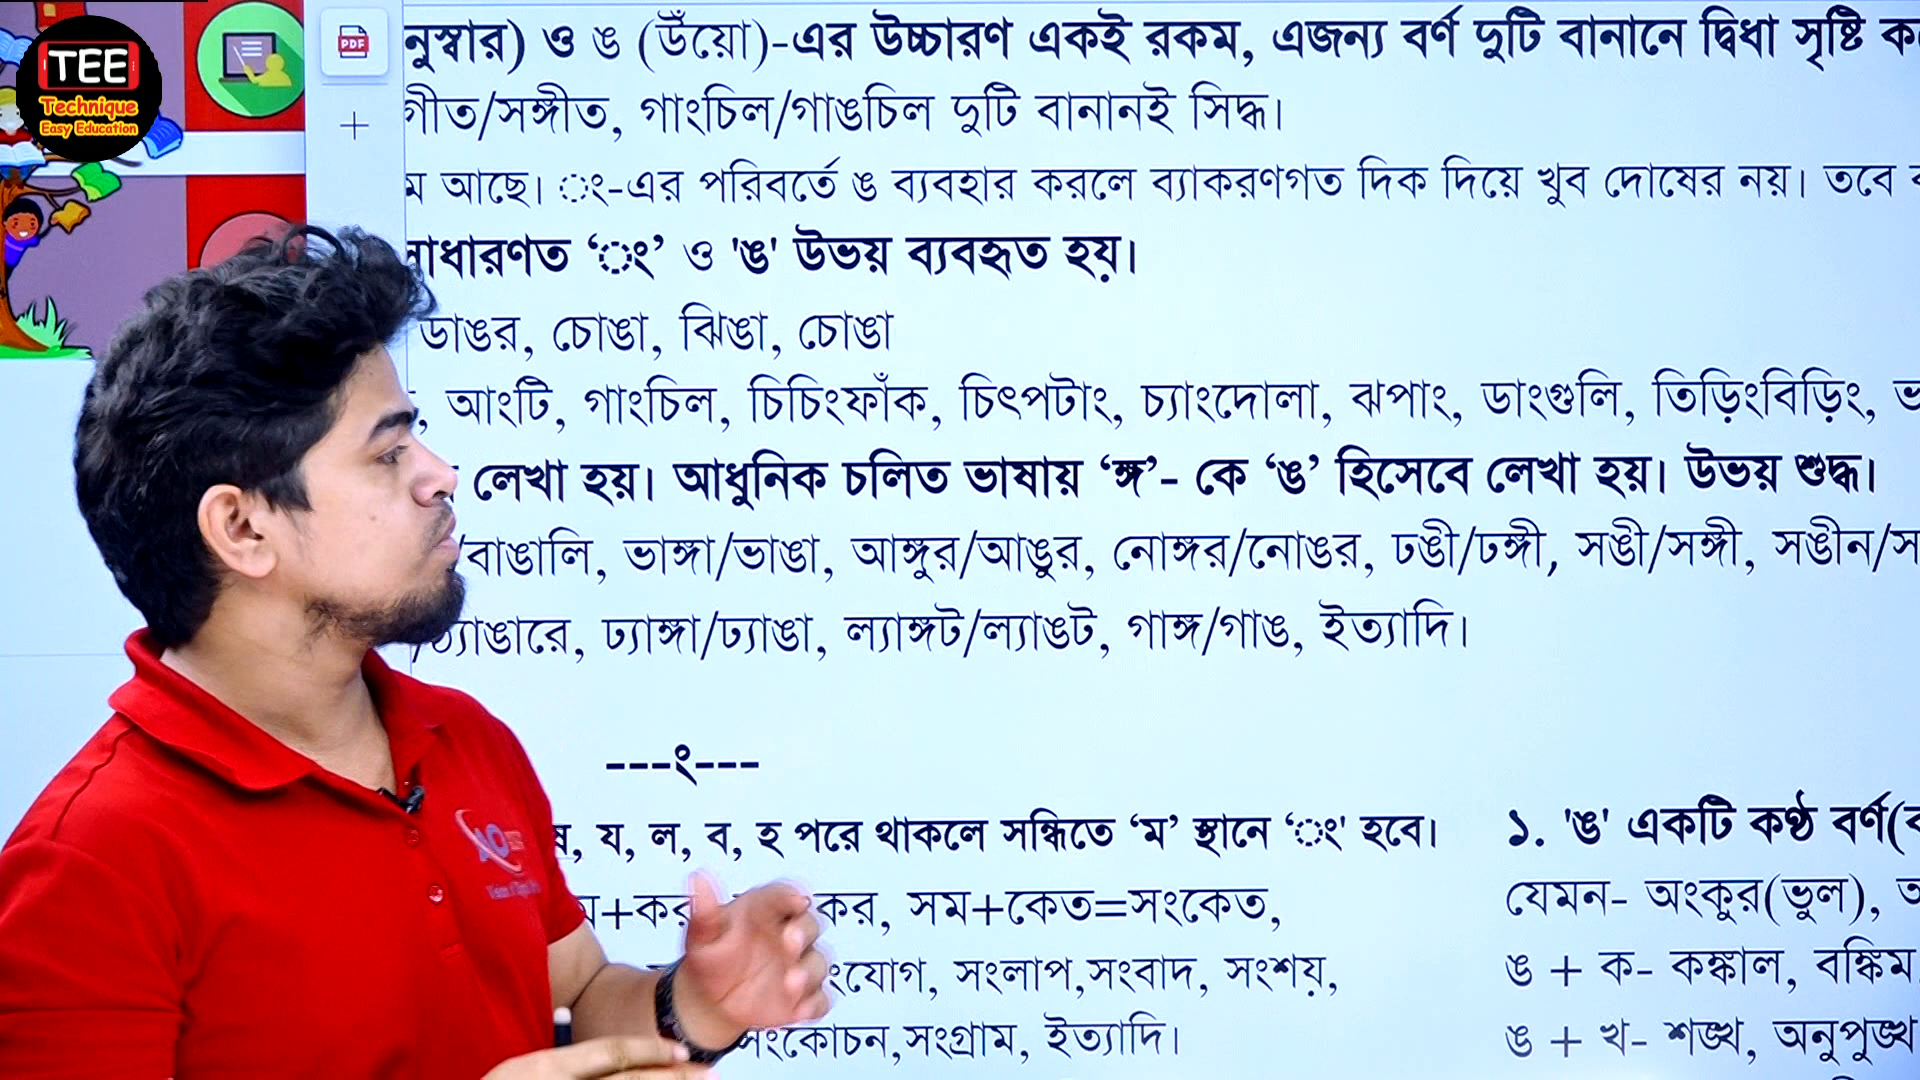 TEE
Technique
Easy Education
PDF
নুস্বার) ও ঙ (উঁয়ো)-এর উচ্চারণ একই রকম, এজন্য বর্ণ দুটি বানানে দ্বিধা সৃষ্টি
গীত/সঙ্গীত, গাংচিল/গাঙচিল দুটি বানানই সিদ্ধ।
ম আছে। ং-এর পরিবর্তে ঙ ব্যবহার করলে ব্যাকরণগত দিক দিয়ে খুব দোষের নয়। তবে
সাধারণত ‘ং’ ও 'ঙ' উভয় ব্যবহৃত হয়।
ডাঙর, চোঙা, ঝিঙা, চোঙা
, আংটি, গাংচিল, চিচিংফাঁক, চিৎপটাং, চ্যাংদোলা, ঝপাং, ডাংগুলি, তিড়িংবিড়িং,
লেখা হয়। আধুনিক চলিত ভাষায় ‘ঙ্গ’- কে ‘ঙ’ হিসেবে লেখা হয়। উভয় শুদ্ধ।
/বাঙালি, ভাঙ্গা/ভাঙা, আঙ্গুর/আঙুর, নোঙ্গর/নোঙর, ঢঙী/ঢঙ্গী, সঙী/সঙ্গী, সঙীন/স
/ঠ্যাঙারে, ঢ্যাঙ্গা/ঢ্যাঙা, ল্যাঙ্গট/ল্যাঙট, গাঙ্গ/গাঙ, ইত্যাদি।
---ং---
, য, ল, ব, হ পরে থাকলে সন্ধিতে ‘ম’ স্থানে ‘ং' হবে।
ম+কর কর, সম+কেত=সংকেত,
ংযোগ, সংলাপ,সংবাদ, সংশয়,
সংকোচন,সংগ্রাম, ইত্যাদি।
১. 'ঙ' একটি কণ্ঠ বর্ণ(
যেমন- অংকুর(ভুল),
ঙ + ক- কঙ্কাল, বঙ্কিম
ঙ + খ- শঙ্খ, অনুপুঙ্খ